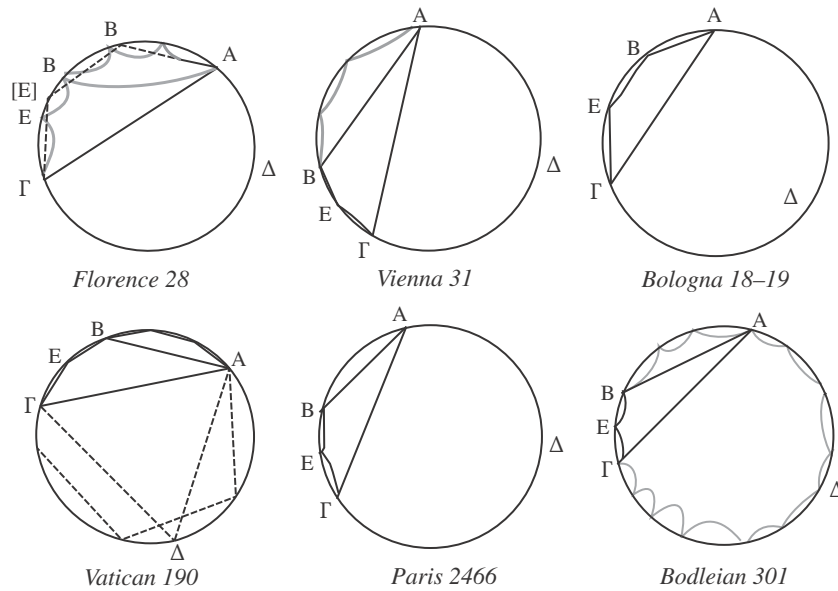 B
B
A
[E]
E
Γ
Δ
Florence 28
A
B
E
Γ
Δ
Vienna 31
A
B
E
Γ
Δ
Bologna 18–19
B
E
A
Γ
Δ
Vatican 190
A
B
E
Γ
Δ
Paris 2466
A
B
E
Γ
Δ
Bodleian 301